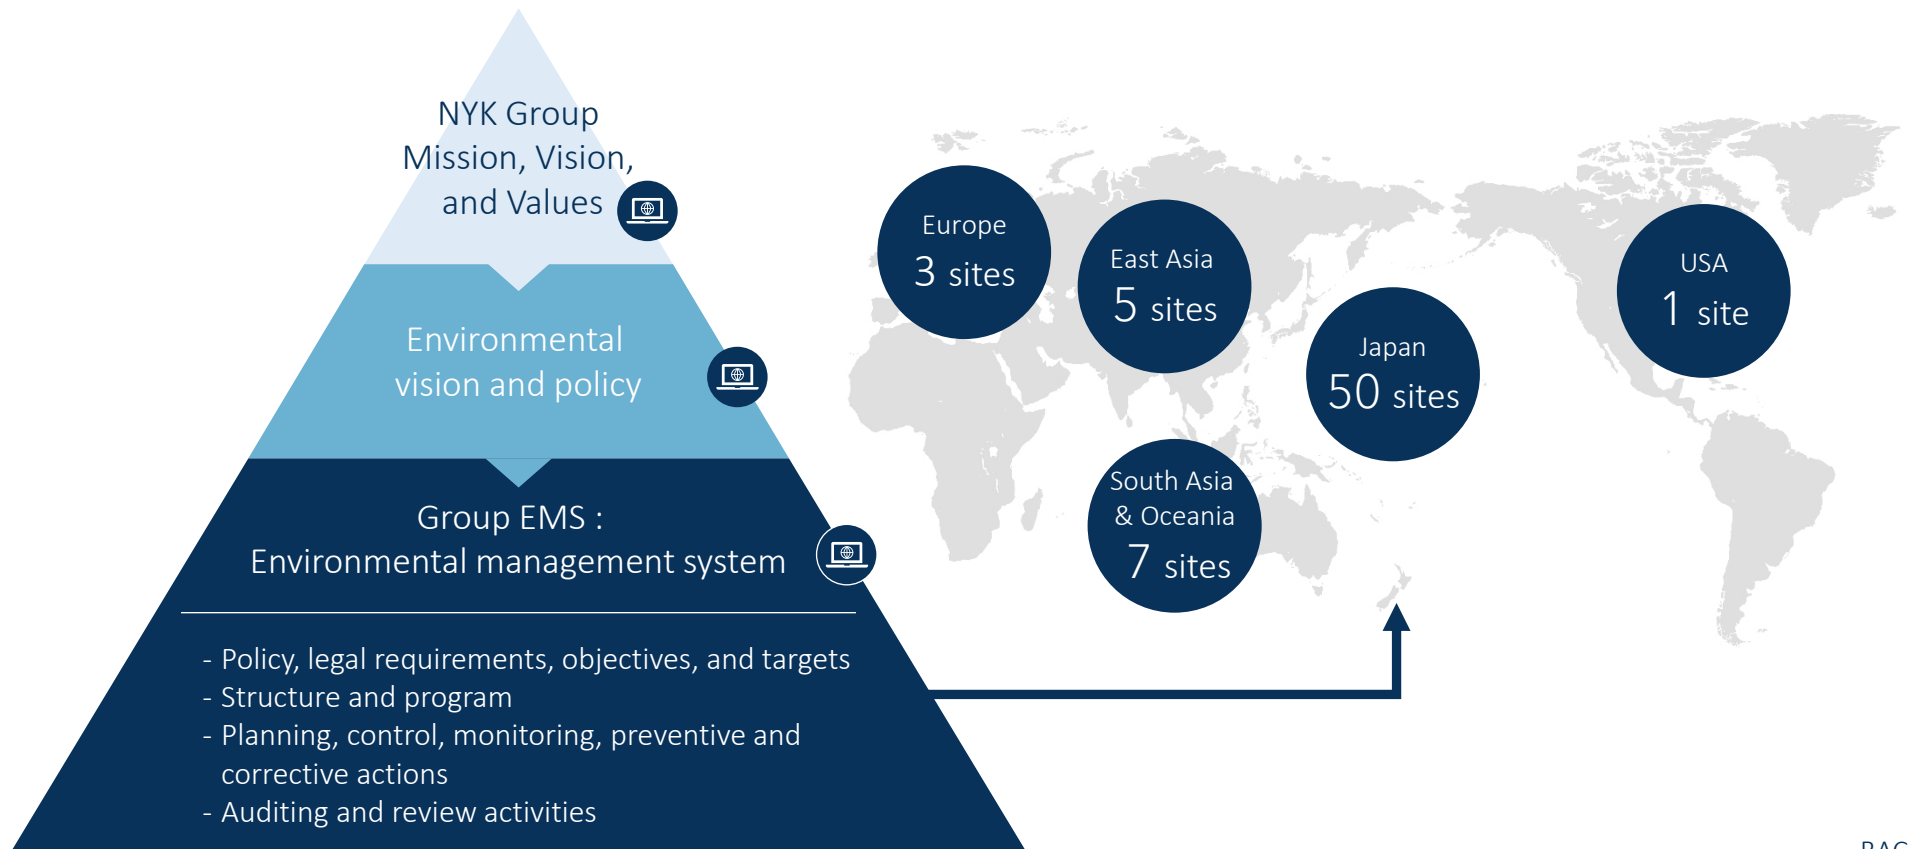 NYK Group
Mission, Vision,
and Values
Environmental
vision and policy
Group EMS :
Environmental management system
- Policy, legal requirements, objectives, and targets
- Structure and program
- Planning, control, monitoring, preventive and
corrective actions
- Auditing and review activities
Europe
3 sites
East Asia
5 sites
Japan
50 sites
USA
1 site
South Asia
& Oceania
7 sites